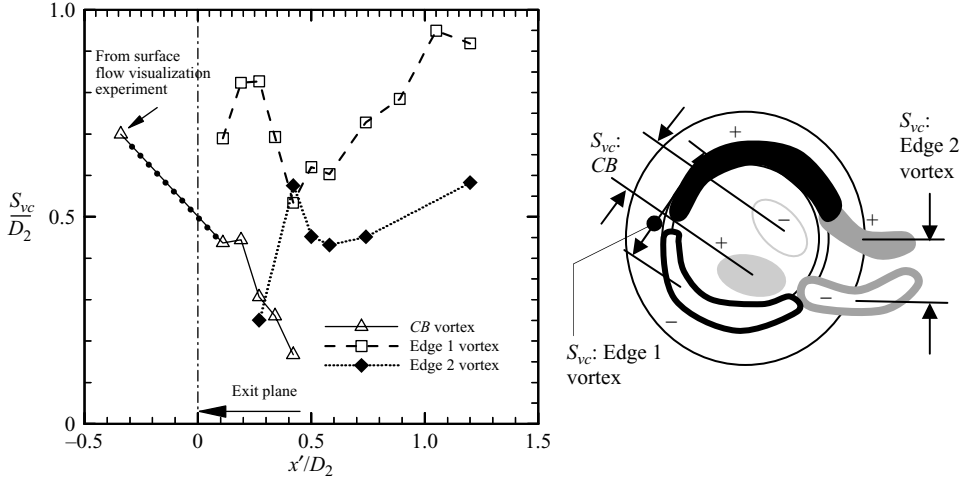 1.0
From surface
flow visualization
experiment
0.5
0
S_vc
D_2
CB vortex
Edge 1 vortex
Edge 2 vortex
Exit plane
−0.5
0
0.5
1.0
1.5
x′/D_2
S_vc:
CB
S_vc:
Edge 2
vortex
+
−
+
+
−
−
S_vc: Edge 1
vortex